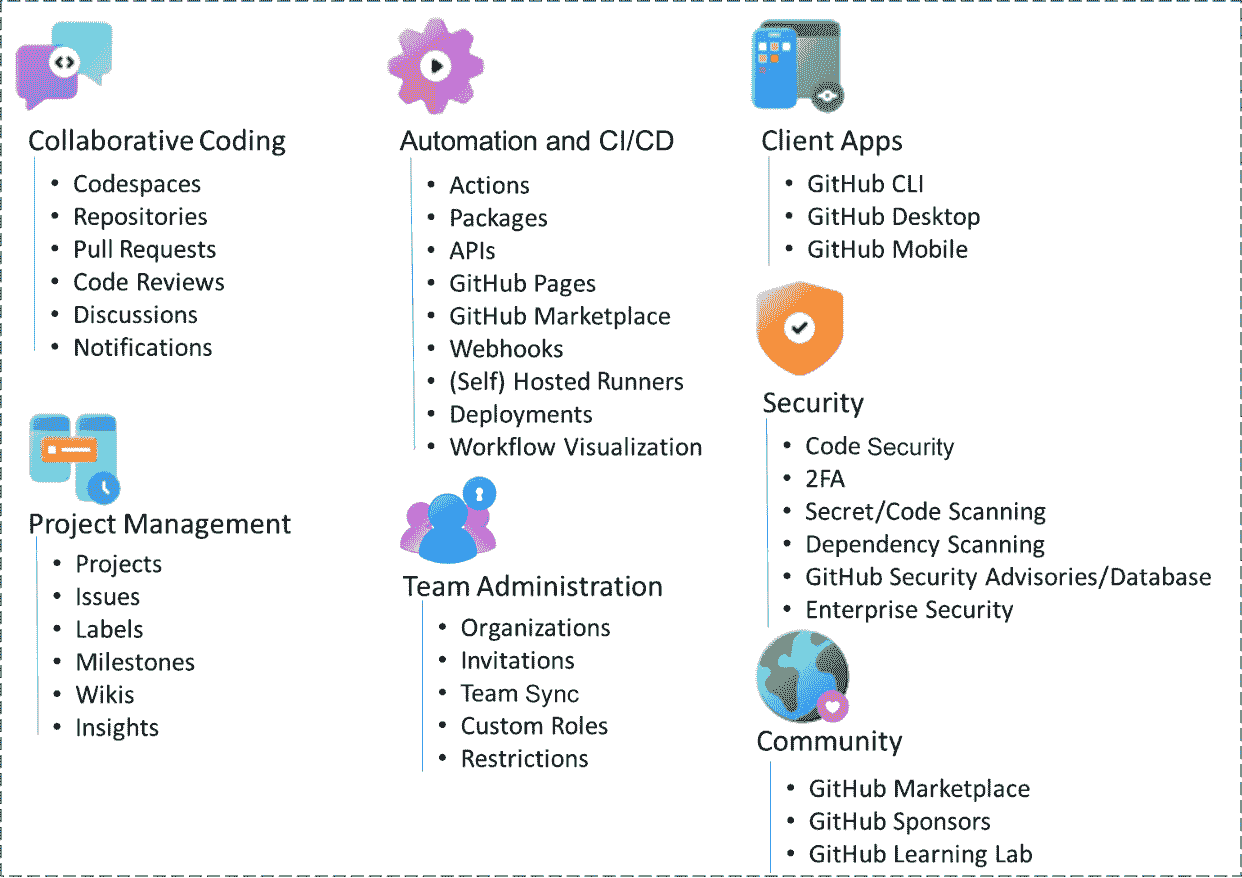 Collaborative Coding
• Codespaces
• Repositories
• Pull Requests
• Code Reviews
• Discussions
• Notifications
Project Management
• Projects
• Issues
• Labels
• Milestones
• Wikis
• Insights
Automation and CI/CD
• Actions
• Packages
• APIs
• GitHub Pages
• GitHub Marketplace
• Webhooks
• (Self) Hosted Runners
• Deployments
• Workflow Visualization
Team Administration
• Organizations
• Invitations
• Team Sync
• Custom Roles
• Restrictions
Client Apps
• GitHub CLI
• GitHub Desktop
• GitHub Mobile
Security
• Code Security
• 2FA
• Secret/Code Scanning
• Dependency Scanning
• GitHub Security Advisories/Database
• Enterprise Security
Community
• GitHub Marketplace
• GitHub Sponsors
• GitHub Learning Lab